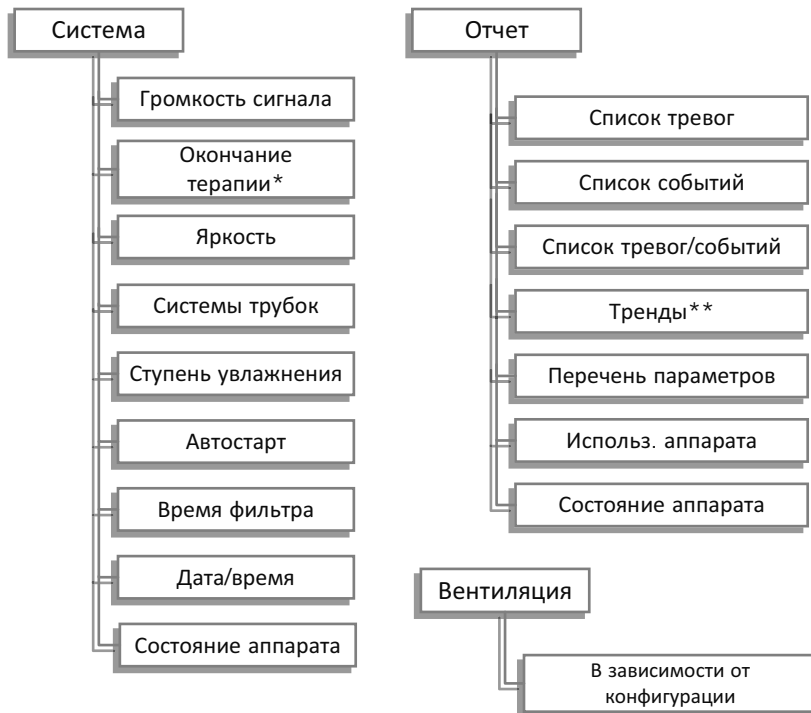 Система
Громкость сигнала
Окончание
терапии*
Яркость
Системы трубок
Ступень увлажнения
Автостарт
Время фильтра
Дата/время
Состояние аппарата
Отчет
Список тревог
Список событий
Список тревог/событий
Тренды**
Перечень параметров
Использ. аппарата
Состояние аппарата
Вентиляция
В зависимости от
конфигурации